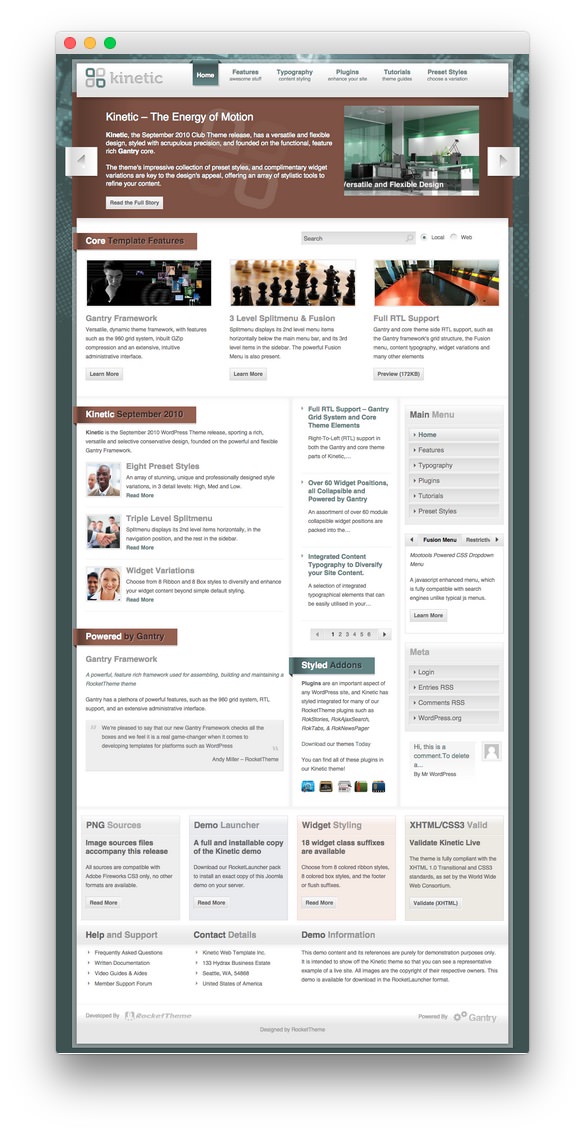 kinetic
Home
Features
awesome stuff
Typography
content styling
Plugins
enhance your site
Tutorials
theme guides
Preset Styles
choose a variation
Kinetic – The Energy of Motion
Kinetic, the September 2010 Club Theme release, has a versatile and flexible
design, styled with scrupulous precision, and founded on the functional, feature
rich Gantry core.
The theme's impressive collection of preset styles, and complimentary widget
variations are key to the design's appeal, offering an array of stylistic tools to
refine your content.
Read the Full Story
Versatile and Flexible Design
Core Template Features
Search
Local
Web
Gantry Framework
Versatile, dynamic theme framework, with features
such as the 960 grid system, inbuilt GZip
compression and an extensive, intuitive
administrative interface.
Learn More
3 Level Splitmenu & Fusion
Splitmenu displays its 2nd level menu items
horizontally below the main menu bar, and its 3rd
level items in the sidebar. The powerful Fusion
Menu is also present.
Learn More
Full RTL Support
Gantry and core theme side RTL support, such as
the Gantry framework's grid structure, the Fusion
menu, content typography, widget variations and
many other elements
Preview (172KB)
Kinetic September 2010
Kinetic is the September 2010 WordPress Theme release, sporting a rich,
versatile and selective conservative design, founded on the powerful and flexible
Gantry Framework.
Eight Preset Styles
An array of stunning, unique and professionally designed style
variations, in 3 detail levels: High, Med and Low.
Read More
Triple Level Splitmenu
Splitmenu displays its 2nd level items horizontally, in the
navigation position, and the rest in the sidebar.
Read More
Widget Variations
Choose from 8 Ribbon and 8 Box styles to diversify and enhance
your widget content beyond simple default styling.
Read More
Powered by Gantry
Gantry Framework
A powerful, feature rich framework used for assembling, building and maintaining a
RocketTheme theme
Gantry has a plethora of powerful features, such as the 960 grid system, RTL
support, and an extensive administrative interface.
"
We're pleased to say that our new Gantry Framework checks all the
boxes and we feel it is a real game-changer when it comes to
developing templates for platforms such as WordPress
"
Andy Miller – RocketTheme
Full RTL Support – Gantry
Grid System and Core
Theme Elements
Right-To-Left (RTL) support in
both the Gantry and core theme
parts of Kinetic,...
Over 60 Widget Positions,
all Collapsible and
Powered by Gantry
An assortment of over 60 module
collapsible widget positions are
packed into the...
Integrated Content
Typography to Diversify
your Site Content.
A selection of integrated
typographical elements that can
be easily utilised in your...
1 2 3 4 5 6
Styled Addons
Plugins are an important aspect of
any WordPress site, and Kinetic has
styled integrated for many of our
RocketTheme plugins such as
RokStories, RokAjaxSearch,
RokTabs, & RokNewsPager
Download our themes Today
You can find all of these plugins in
our Kinetic theme!
Main Menu
Home
Features
Typography
Plugins
Tutorials
Preset Styles
Fusion Menu
Mootools Powered CSS Dropdown
Menu
A javascript enhanced menu, which
is fully compatible with search
engines unlike typical js menus.
Learn More
Meta
Login
Entries RSS
Comments RSS
WordPress.org
Hi, this is a
comment.To delete
a...
By Mr WordPress
PNG Sources
Image sources files
accompany this release
All sources are compatible with
Adobe Fireworks CS3 only, no other
formats are available.
Read More
Demo Launcher
A full and installable copy
of the Kinetic demo
Download our RocketLauncher pack
to install an exact copy of this Joomla
demo on your server.
Read More
Widget Styling
18 widget class suffixes
are available
Choose from 8 colored ribbon styles,
8 colored box styles, and the footer
or flush suffixes.
Read More
XHTML/CSS3 Valid
Validate Kinetic Live
The theme is fully compliant with the
XHTML 1.0 Transitional and CSS3
standards, as set by the World Wide
Web Consortium.
Validate (XHTML)
Help and Support
Frequently Asked Questions
Written Documentation
Video Guides & Aides
Member Support Forum
Contact Details
Kinetic Web Template Inc.
133 Hydrax Business Estate
Seattle, WA, 54868
United States of America
Demo Information
This demo content and its references are purely for demonstration purposes only.
It is intended to show off the Kinetic theme so that you can see a representative
example of a live site. All images are the copyright of their respective owners. This
demo is available for download in the RocketLauncher format.
Developed By RocketTheme
Powered By Gantry
Designed by RocketTheme